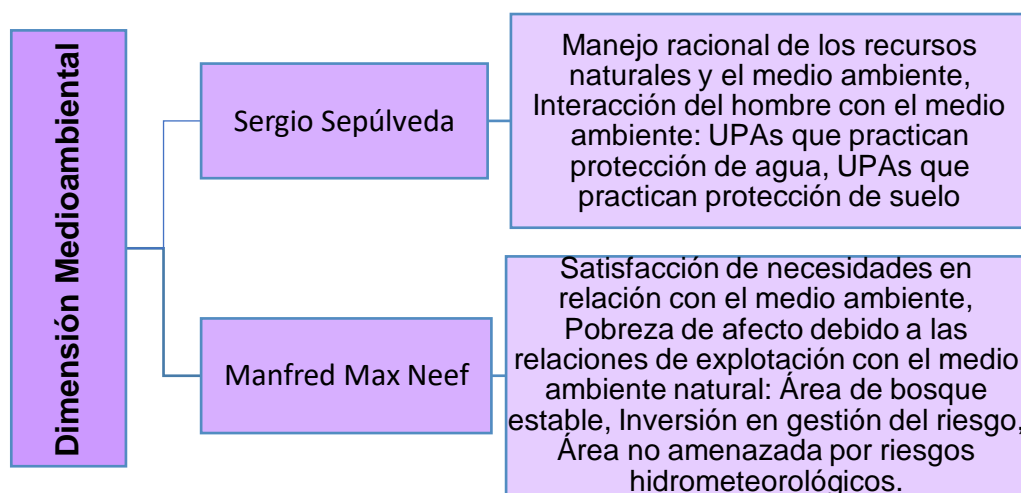 Dimensión Medioambiental
Sergio Sepúlveda
Manejo racional de los recursos
naturales y el medio ambiente,
Interacción del hombre con el medio
ambiente: UPAs que practican
protección de agua, UPAs que
practican protección de suelo
Manfred Max Neef
Satisfacción de necesidades en
relación con el medio ambiente,
Pobreza de afecto debido a las
relaciones de explotación con el medio
ambiente natural: Área de bosque
estable, Inversión en gestión del riesgo,
Área no amenazada por riesgos
hidrometeorológicos.